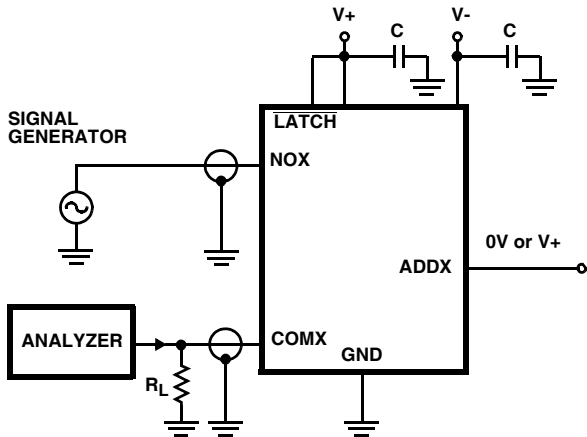 V+
C
V-
C
SIGNAL
GENERATOR
LATCH
NOX
0V or V+
ADDX
ANALYZER
COMX
GND
RL